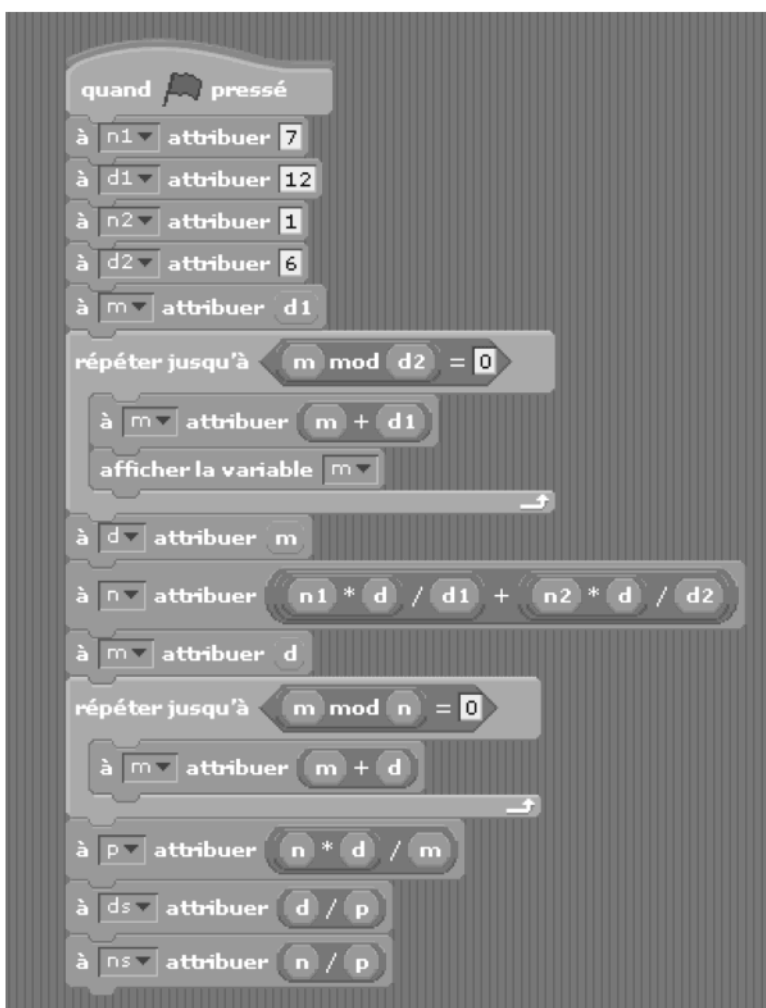 quand pressé
à n1 attribuer 7
à d1 attribuer 12
à n2 attribuer 1
à d2 attribuer 6
à m attribuer d1
répéter jusqu'à m mod d2 = 0
à m attribuer m + d1
afficher la variable m
à d attribuer m
à n attribuer n1 * d / d1 + n2 * d / d2
à m attribuer d
répéter jusqu'à m mod n = 0
à m attribuer m + d
à p attribuer n * d / m
à ds attribuer d / p
à ns attribuer n / p